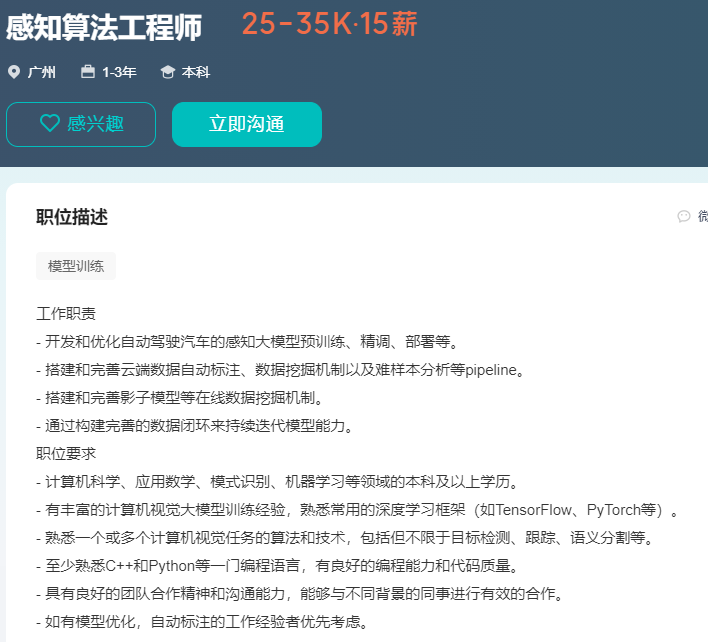 感知算法工程师 25-35K·15薪
广州 1-3年 本科
感兴趣 立即沟通
职位描述 微
模型训练
工作职责
- 开发和优化自动驾驶汽车的感知大模型预训练、精调、部署等。
- 搭建和完善云端数据自动标注、数据挖掘机制以及难样本分析等pipeline。
- 搭建和完善影子模型等在线数据挖掘机制。
- 通过构建完善的数据闭环来持续迭代模型能力。
职位要求
- 计算机科学、应用数学、模式识别、机器学习等领域的本科及以上学历。
- 有丰富的计算机视觉大模型训练经验，熟悉常用的深度学习框架（如TensorFlow、PyTorch等）。
- 熟悉一个或多个计算机视觉任务的算法和技术，包括但不限于目标检测、跟踪、语义分割等。
- 至少熟悉C++和Python等一门编程语言，有良好的编程能力和代码质量。
- 具有良好的团队合作精神和沟通能力，能够与不同背景的同事进行有效的合作。
- 如有模型优化，自动标注的工作经验者优先考虑。